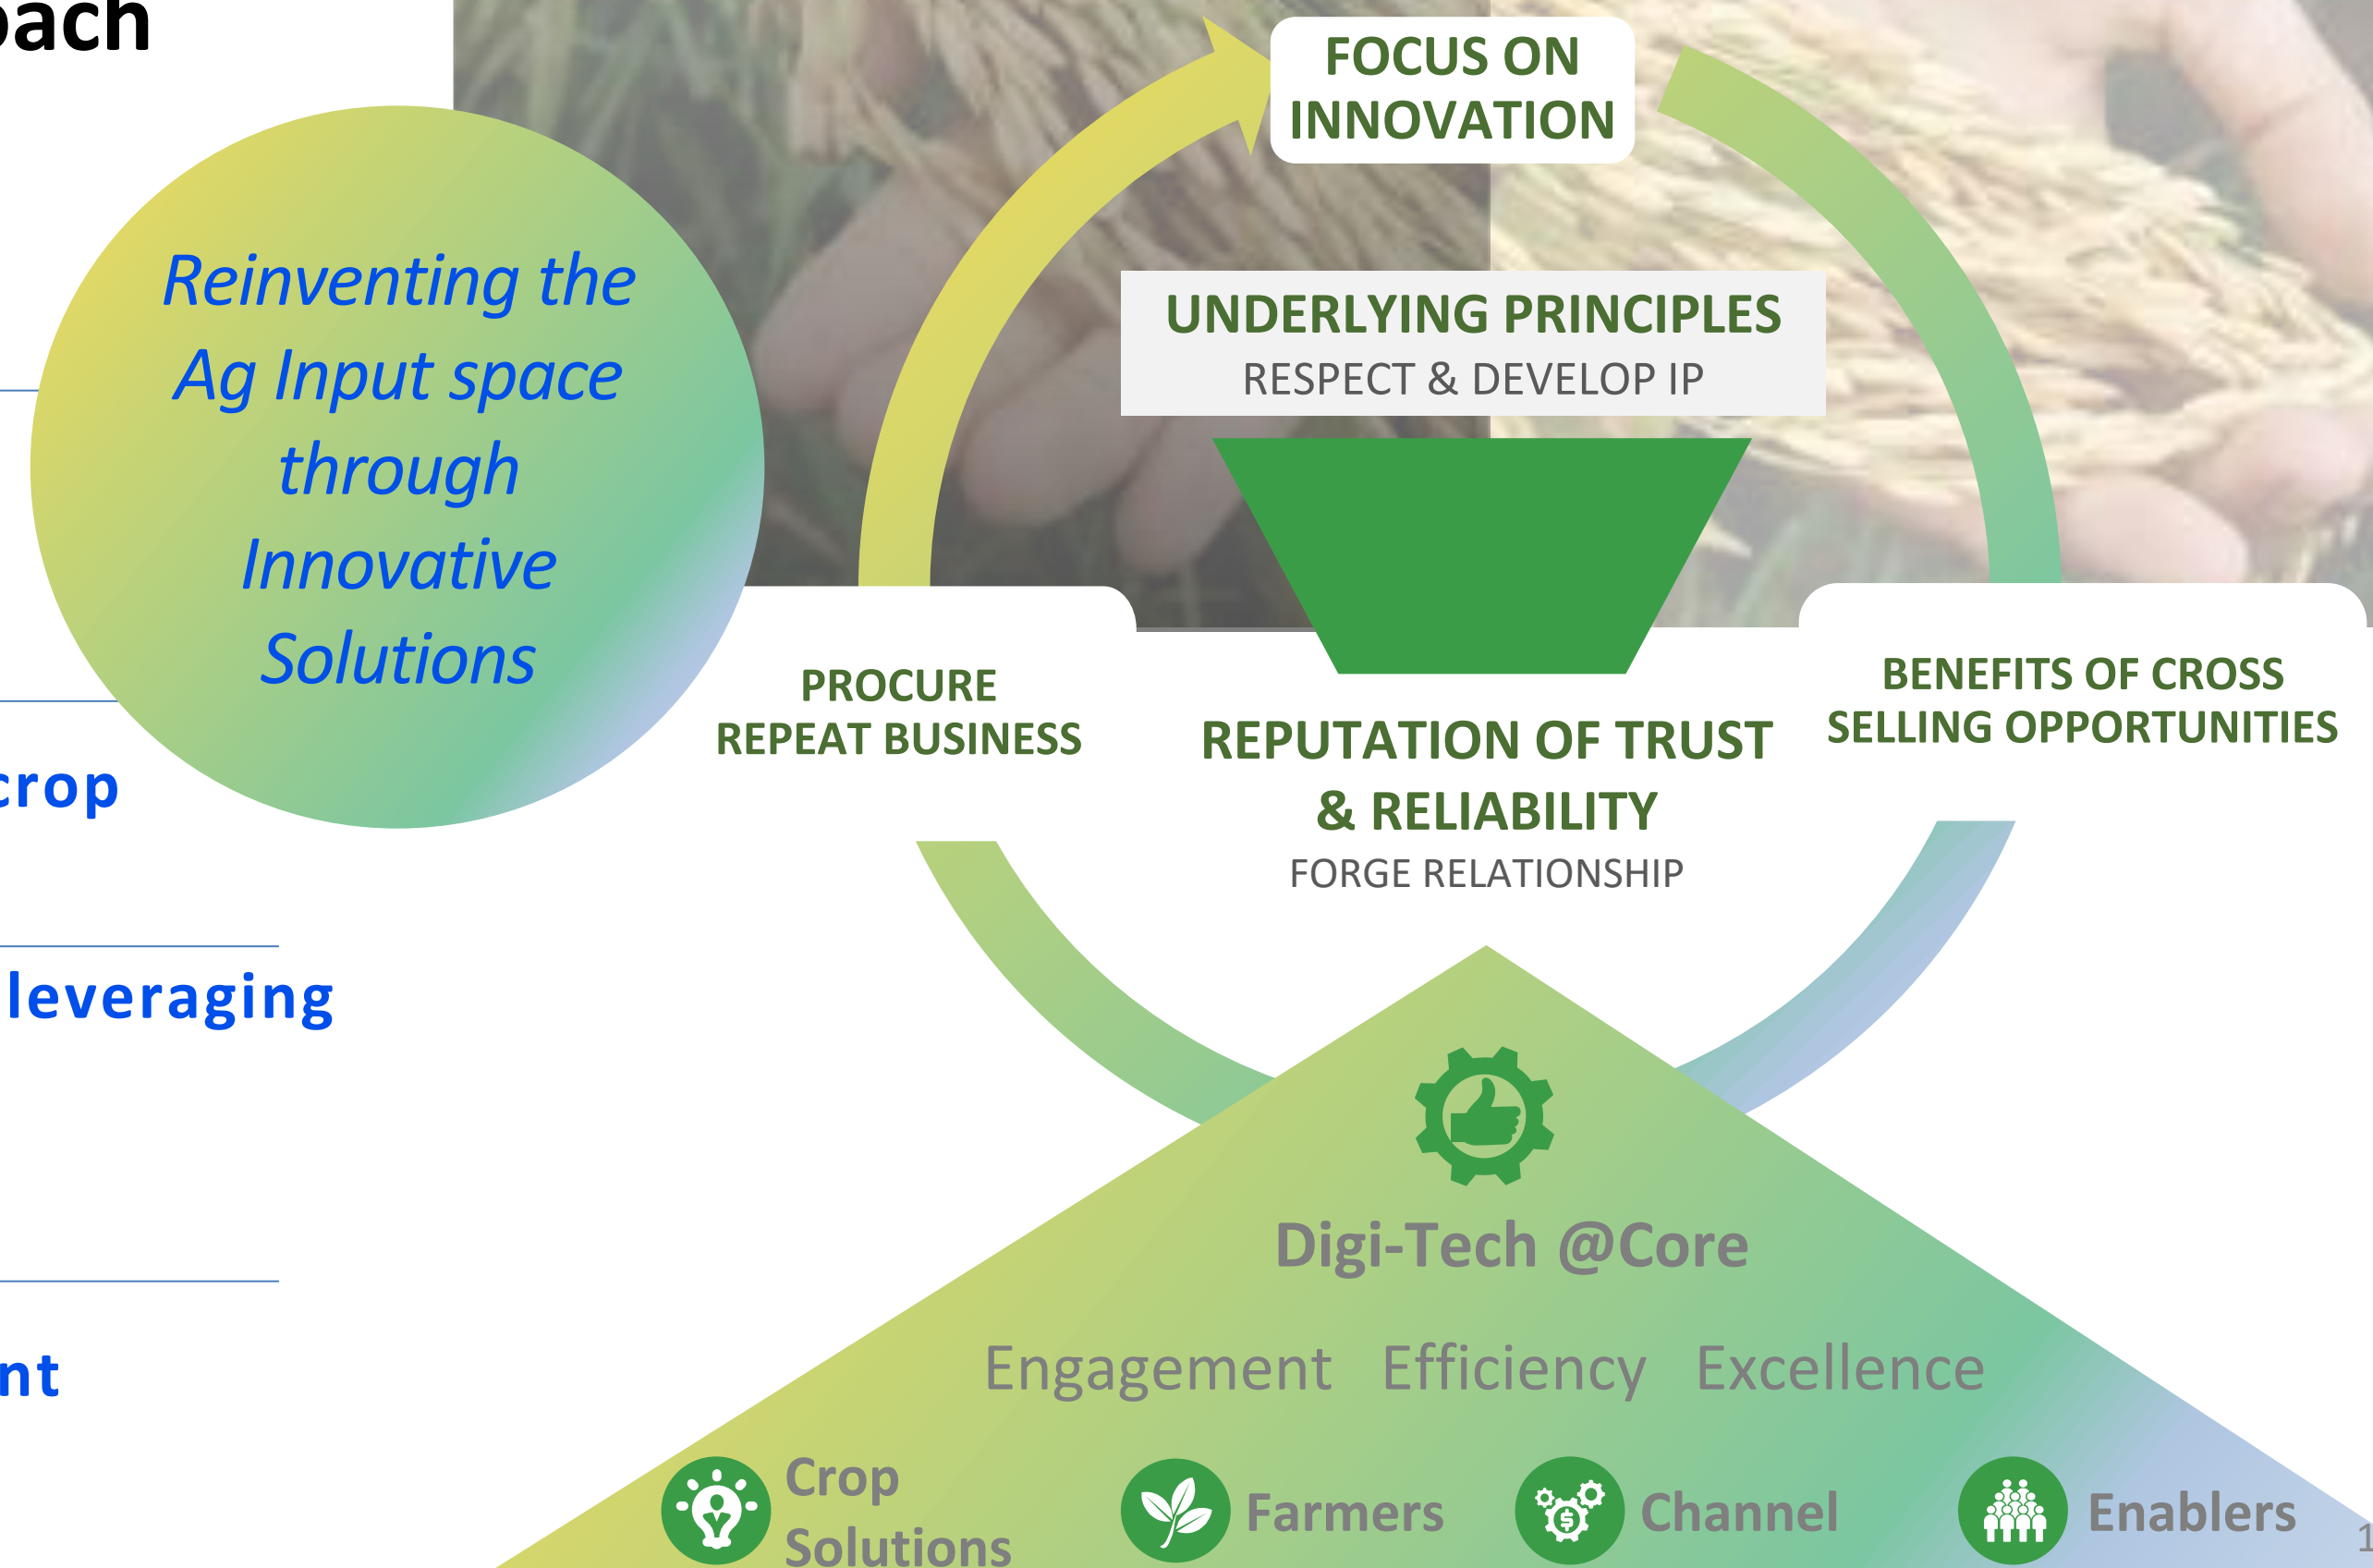 FOCUS ON
INNOVATION
Reinventing the
Ag Input space
through
Innovative
Solutions
UNDERLYING PRINCIPLES
RESPECT & DEVELOP IP
PROCURE
REPEAT BUSINESS
REPUTATION OF TRUST
& RELIABILITY
FORGE RELATIONSHIP
BENEFITS OF CROSS
SELLING OPPORTUNITIES
crop
leveraging
Digi-Tech @Core
Engagement Efficiency Excellence
Crop
Solutions
Farmers
Channel
Enablers